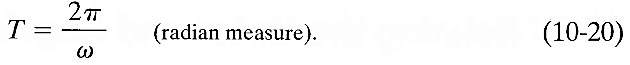 T = 2π/ω (radian measure). (10-20)